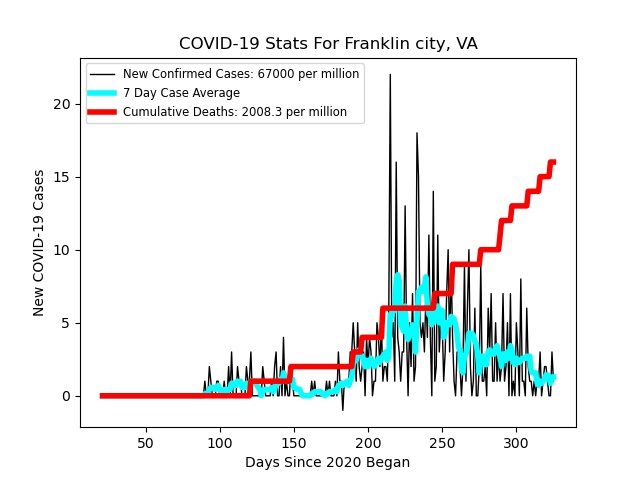 COVID-19 Stats For Franklin city, VA
New Confirmed Cases: 67000 per million
7 Day Case Average
Cumulative Deaths: 2008.3 per million
New COVID-19 Cases
20
15
10
5
0
50 100 150 200 250 300
Days Since 2020 Began